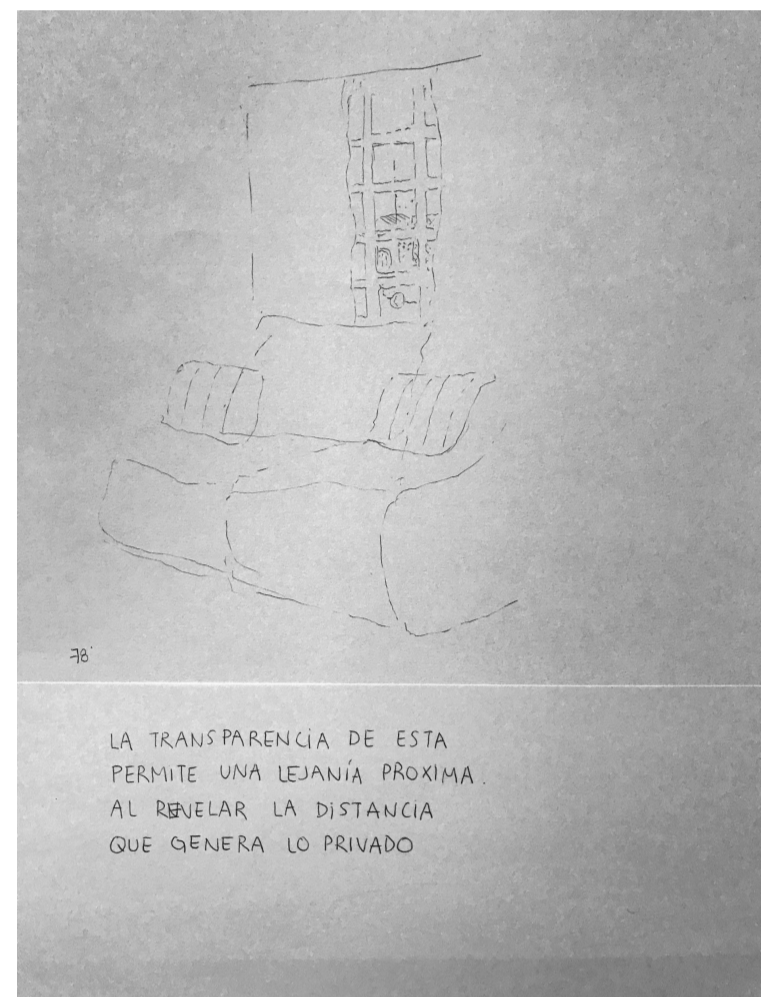 78'
LA TRANSPARENCIA DE ESTA
PERMITE UNA LEJANÍA PROXIMA.
AL REVELAR LA DISTANCIA
QUE GENERA LO PRIVADO